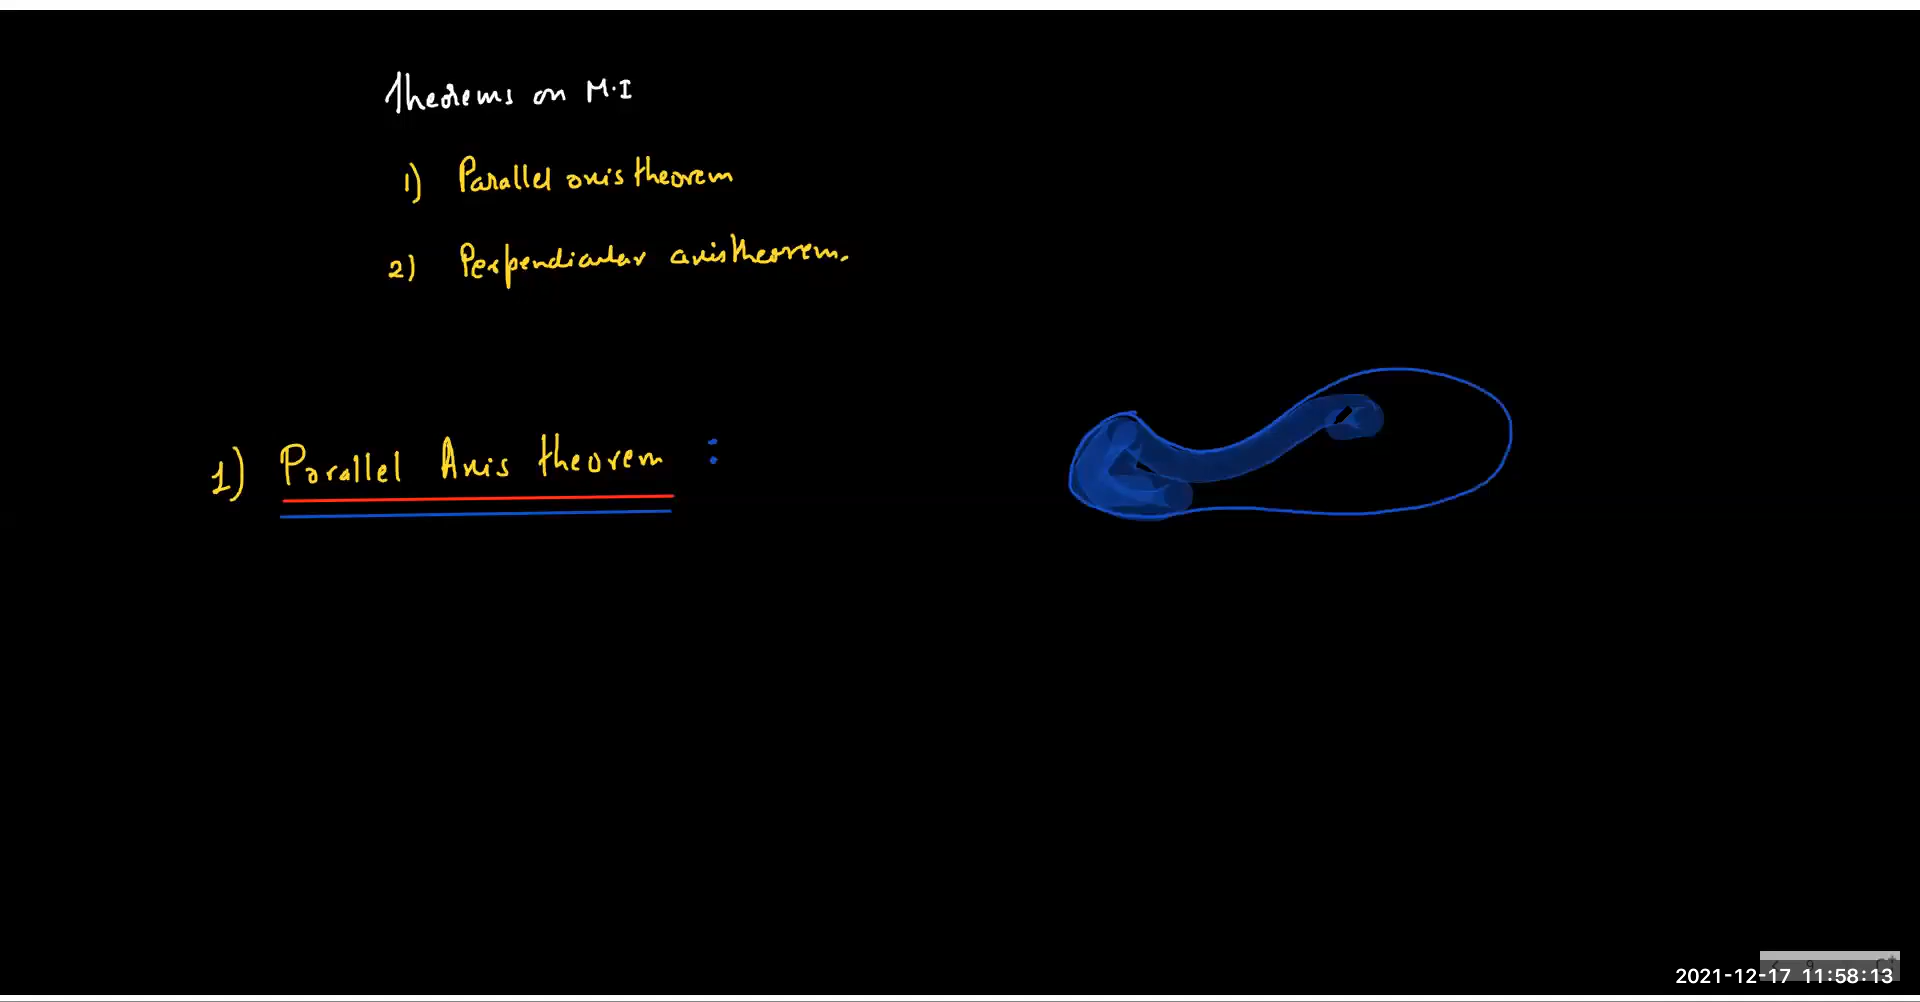 Theorems on M.I
1) Parallel axis theorem
2) Perpendicular axis theorem.
1) Parallel Axis theorem :
2021-12-17 11:58:13